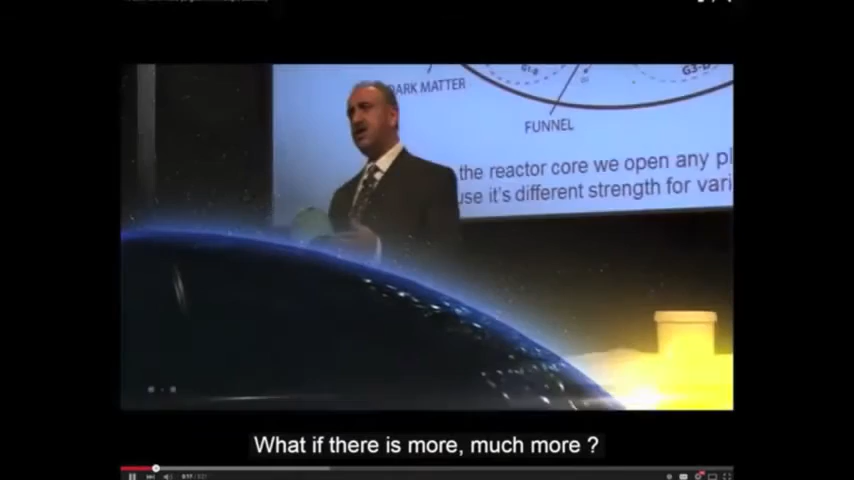 DARK MATTER
FUNNEL
the reactor core we open any pl
use it's different strength for vari
What if there is more, much more ?